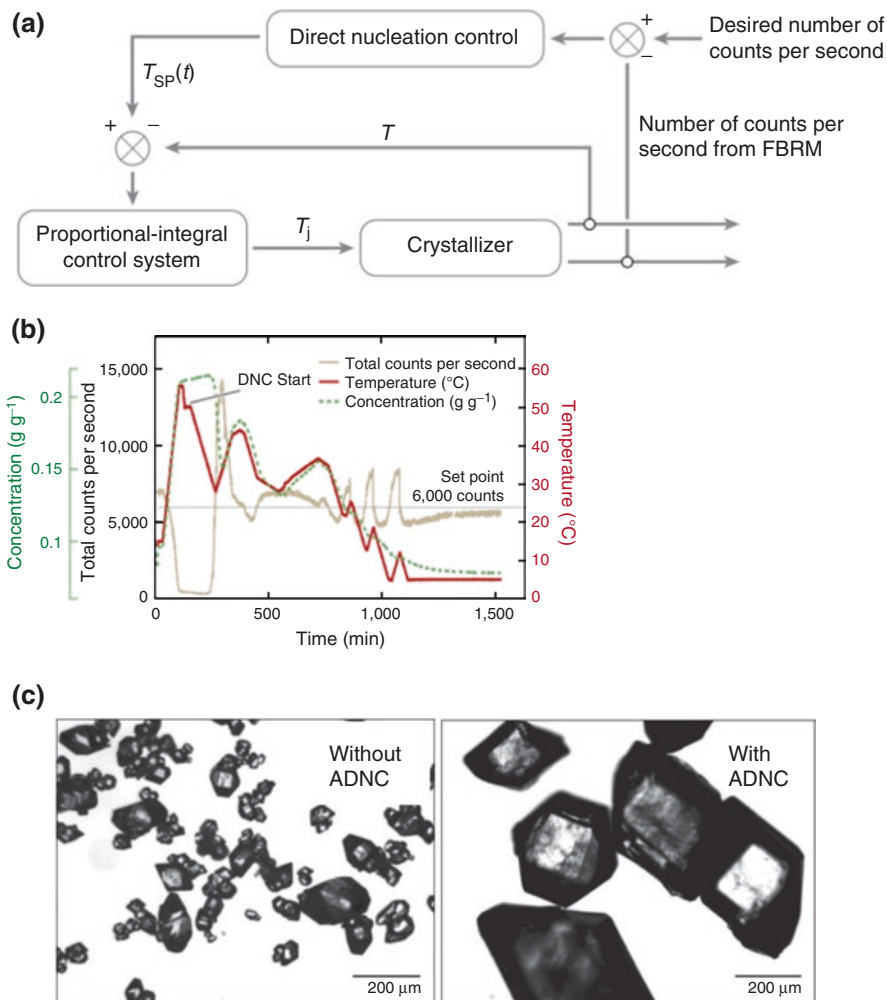 (a)
Direct nucleation control
+
−
Desired number of
counts per second
T_SP(t)
+ −
T
Number of counts per
second from FBRM
Proportional-integral
control system
T_j
Crystallizer
(b)
Concentration (g g⁻¹)
0.2
0.15
0.1
Total counts per second
15,000
10,000
5,000
0
DNC Start
Total counts per second
Temperature (°C)
Concentration (g g⁻¹)
Set point
6,000 counts
60
50
40
30
20
10
0
Temperature (°C)
0 500 1,000 1,500
Time (min)
(c)
Without
ADNC
200 µm
With
ADNC
200 µm